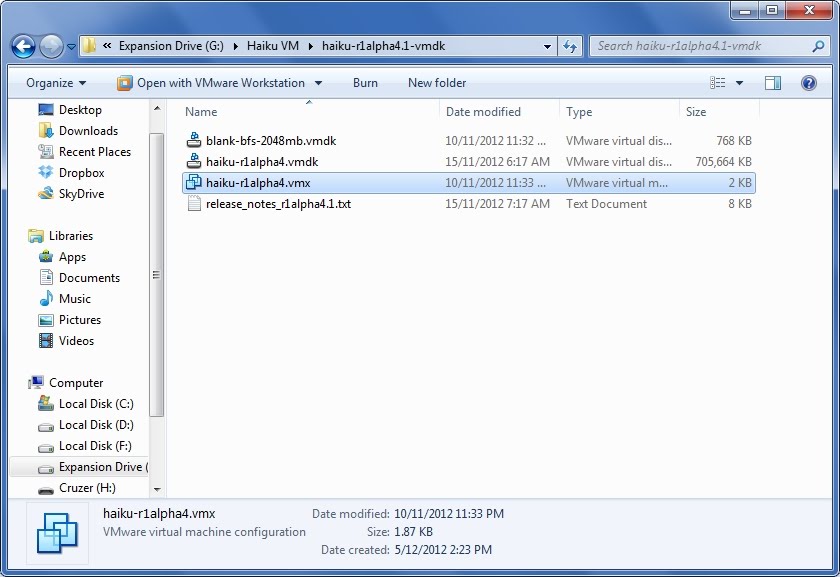 « Expansion Drive (G:) ▸ Haiku VM ▸ haiku-r1alpha4.1-vmdk
Search haiku-r1alpha4.1-vmdk
Organize Open with VMware Workstation Burn New folder
Name Date modified Type Size
blank-bfs-2048mb.vmdk 10/11/2012 11:32 ... VMware virtual dis... 768 KB
haiku-r1alpha4.vmdk 15/11/2012 6:17 AM VMware virtual dis... 705,664 KB
haiku-r1alpha4.vmx 10/11/2012 11:33 ... VMware virtual m... 2 KB
release_notes_r1alpha4.1.txt 15/11/2012 7:17 AM Text Document 8 KB
Desktop
Downloads
Recent Places
Dropbox
SkyDrive
Libraries
Apps
Documents
Music
Pictures
Videos
Computer
Local Disk (C:)
Local Disk (D:)
Local Disk (F:)
Expansion Drive (
Cruzer (H:)
haiku-r1alpha4.vmx Date modified: 10/11/2012 11:33 PM
VMware virtual machine configuration Size: 1.87 KB
Date created: 5/12/2012 2:23 PM